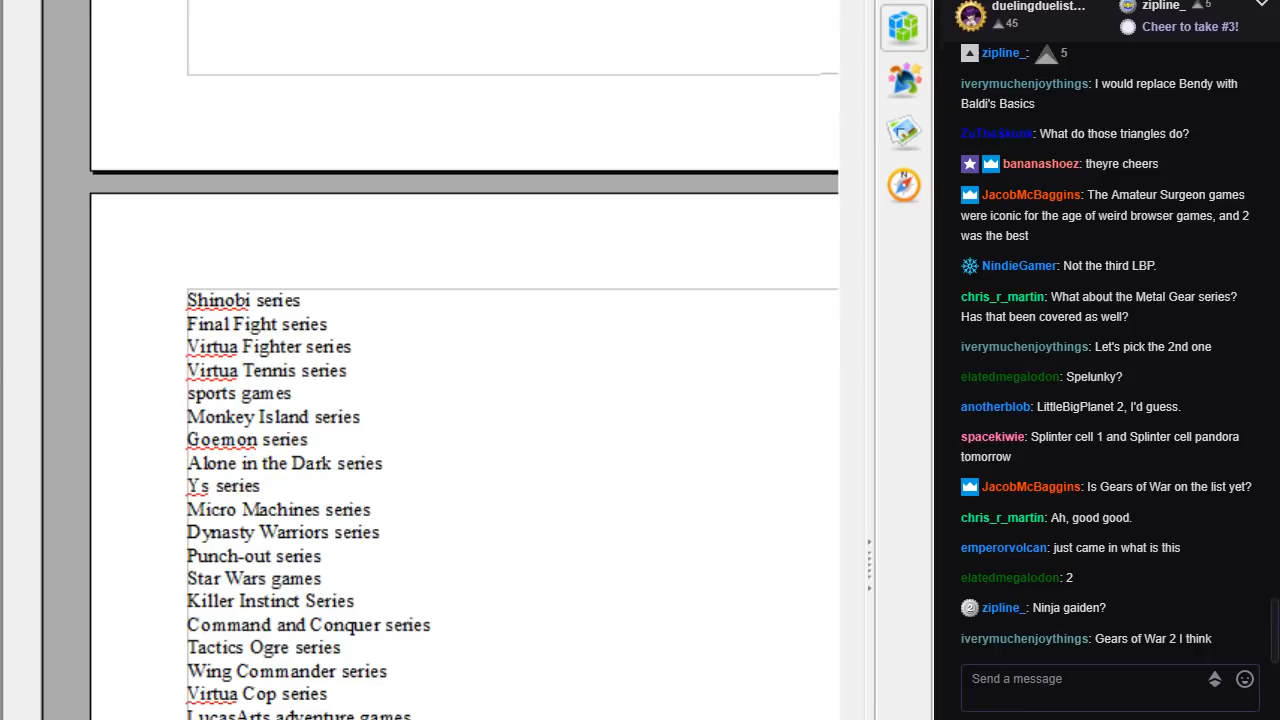 Shinobi series
Final Fight series
Virtua Fighter series
Virtua Tennis series
sports games
Monkey Island series
Goemon series
Alone in the Dark series
Ys series
Micro Machines series
Dynasty Warriors series
Punch-out series
Star Wars games
Killer Instinct Series
Command and Conquer series
Tactics Ogre series
Wing Commander series
Virtua Cop series
LucasArts adventure games
N
duelingduelist...
45
zipline_ 5
Cheer to take #3!
zipline_: 5
iverymuchenjoythings: I would replace Bendy with
Baldi's Basics
ZuTheSkunk: What do those triangles do?
bananashoez: theyre cheers
JacobMcBaggins: The Amateur Surgeon games
were iconic for the age of weird browser games, and 2
was the best
NindieGamer: Not the third LBP.
chris_r_martin: What about the Metal Gear series?
Has that been covered as well?
iverymuchenjoythings: Let's pick the 2nd one
elatedmegalodon: Spelunky?
anotherblob: LittleBigPlanet 2, I'd guess.
spacekiwie: Splinter cell 1 and Splinter cell pandora
tomorrow
JacobMcBaggins: Is Gears of War on the list yet?
chris_r_martin: Ah, good good.
emperorvolcan: just came in what is this
elatedmegalodon: 2
2 zipline_: Ninja gaiden?
iverymuchenjoythings: Gears of War 2 I think
Send a message